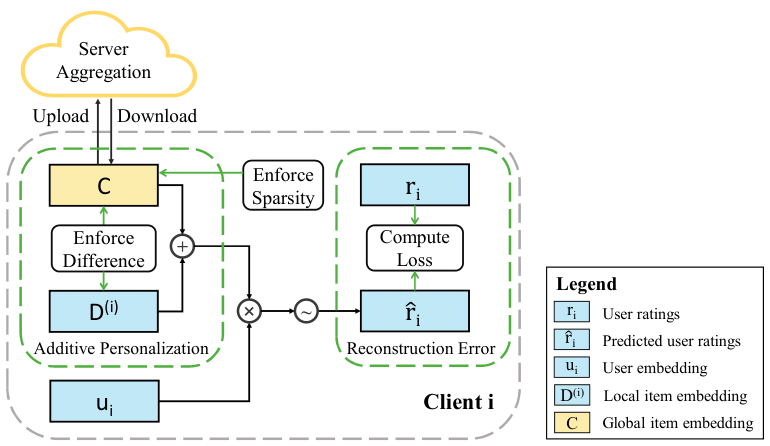 Server
Aggregation
Upload
Download
C
Enforce
Sparsity
r_i
Enforce
Difference
+
Compute
Loss
D^(i)
×
~
r̂_i
Additive Personalization
Reconstruction Error
u_i
Client i
Legend
r_i User ratings
r̂_i Predicted user ratings
u_i User embedding
D^(i) Local item embedding
C Global item embedding